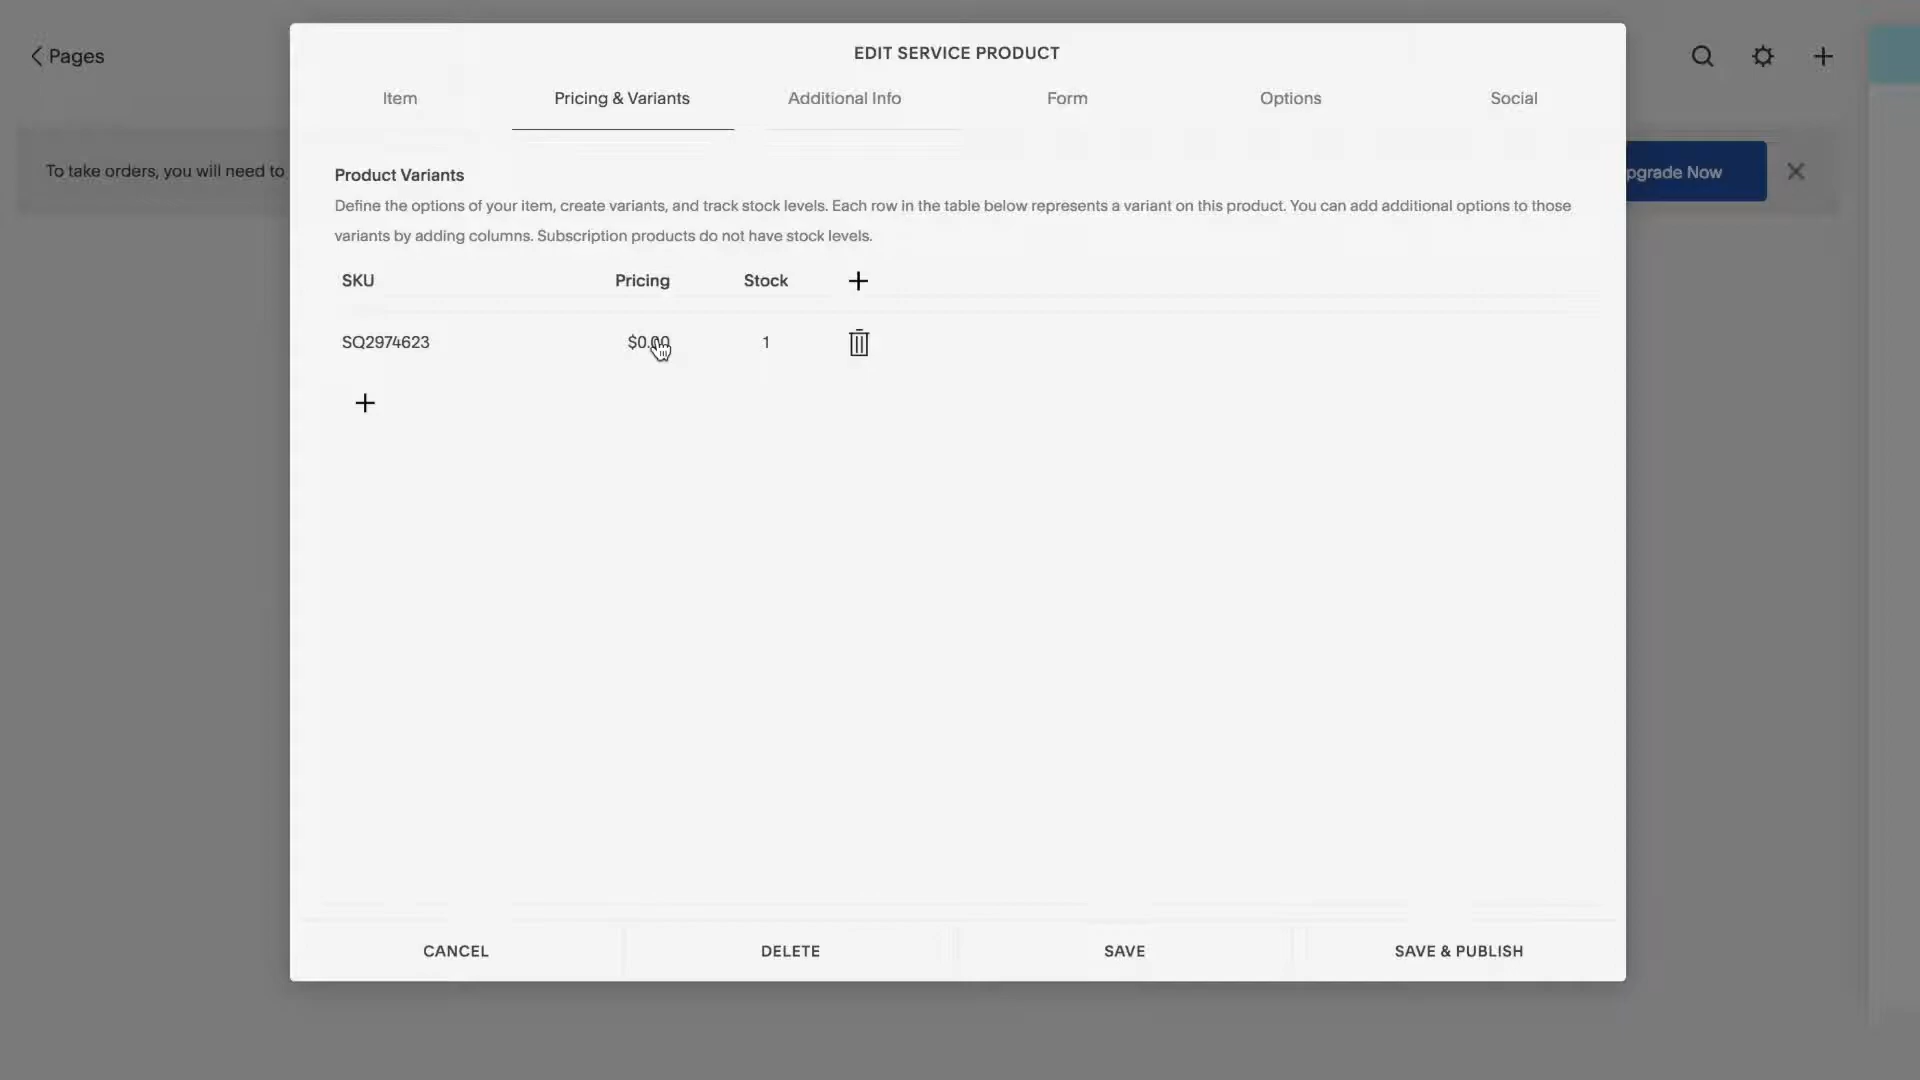 Pages
EDIT SERVICE PRODUCT
Item
Pricing & Variants
Additional Info
Form
Options
Social
To take orders, you will need to
Upgrade Now
Product Variants
Define the options of your item, create variants, and track stock levels. Each row in the table below represents a variant on this product. You can add additional options to those
variants by adding columns. Subscription products do not have stock levels.
SKU
Pricing
Stock
SQ2974623
$0.00
1
CANCEL
DELETE
SAVE
SAVE & PUBLISH